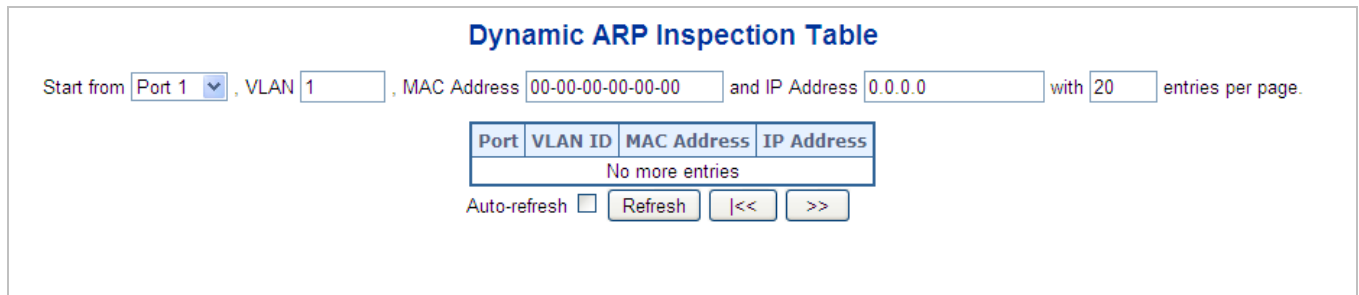 Dynamic ARP Inspection Table
Start from Port 1 , VLAN 1 , MAC Address 00-00-00-00-00-00 and IP Address 0.0.0.0 with 20 entries per page.
Port VLAN ID MAC Address IP Address
No more entries
Auto-refresh Refresh |<< >>